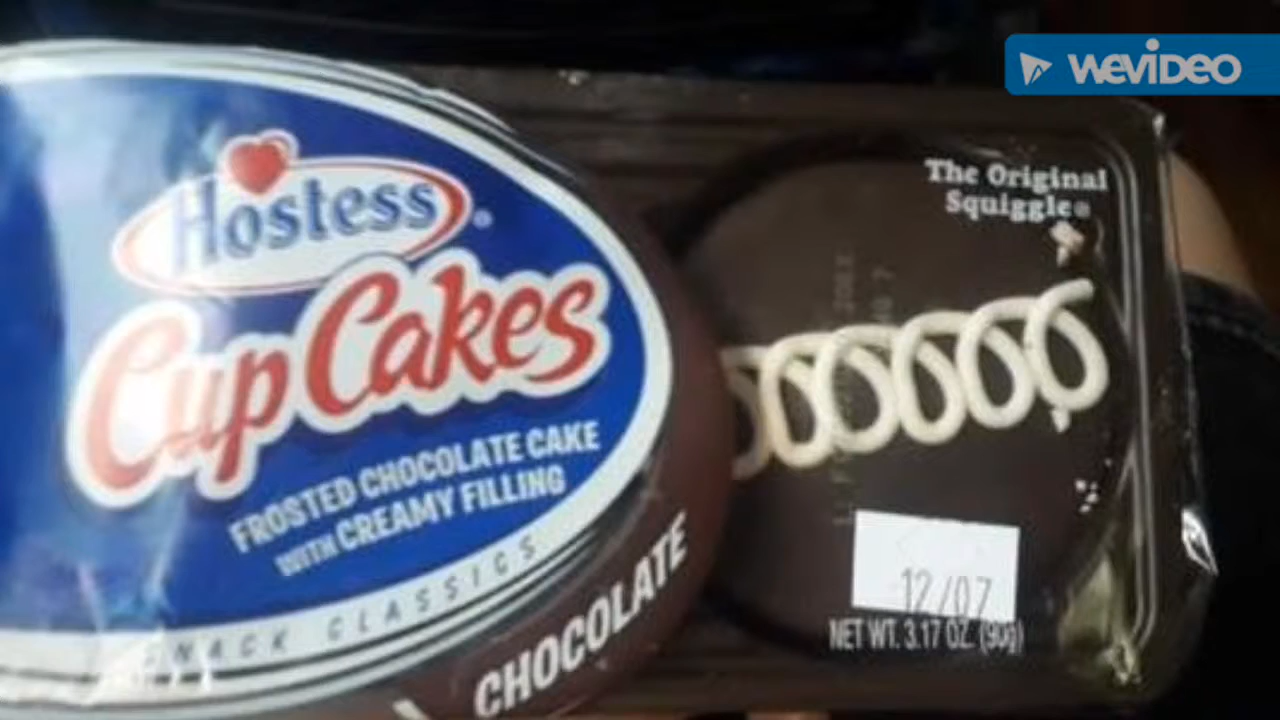 WEVIDEO
The Original
Squiggle®
Hostess®
CupCakes
FROSTED CHOCOLATE CAKE
WITH CREAMY FILLING
SNACK CLASSICS
CHOCOLATE
12/07
NET WT. 3.17 OZ. (90g)